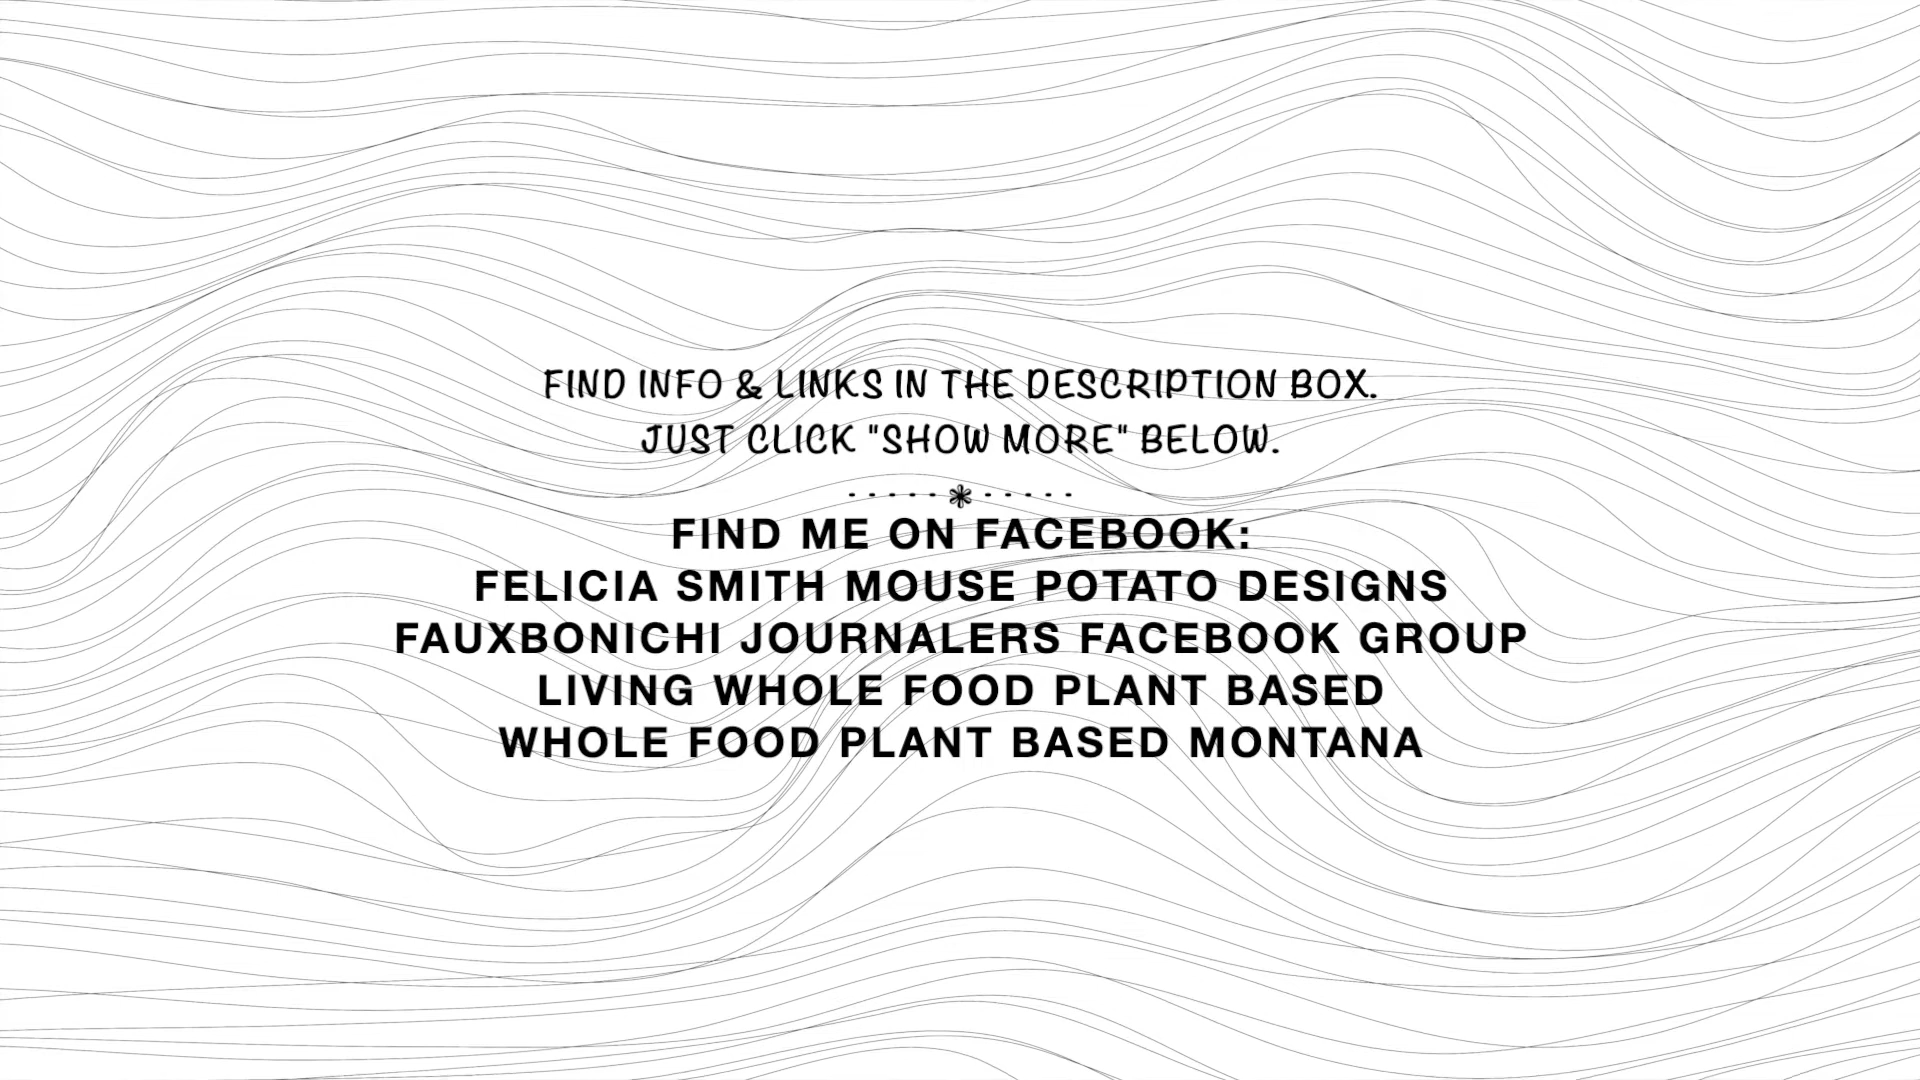 FIND INFO & LINKS IN THE DESCRIPTION BOX.
JUST CLICK "SHOW MORE" BELOW.
FIND ME ON FACEBOOK:
FELICIA SMITH MOUSE POTATO DESIGNS
FAUXBONICHI JOURNALERS FACEBOOK GROUP
LIVING WHOLE FOOD PLANT BASED
WHOLE FOOD PLANT BASED MONTANA